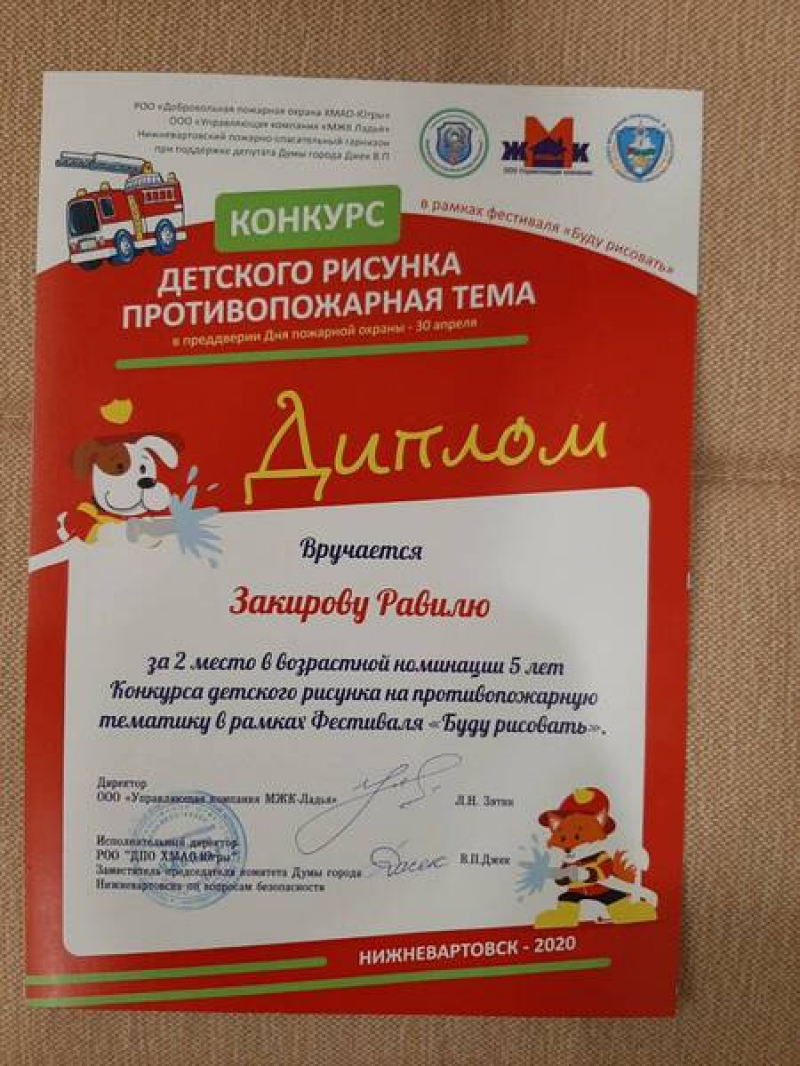 РОО «Добровольная пожарная охрана ХМАО-Югры»
ООО «Управляющая компания «МЖК Ладья»
Нижневартовский пожарно-спасательный гарнизон
при поддержке депутата Думы города Джек В.П
ЖМК
КОНКУРС
в рамках фестиваля «Буду рисовать»
ДЕТСКОГО РИСУНКА
ПРОТИВОПОЖАРНАЯ ТЕМА
в преддверии Дня пожарной охраны - 30 апреля
Диплом
Вручается
Закирову Равилю
за 2 место в возрастной номинации 5 лет
Конкурса детского рисунка на противопожарную
тематику в рамках Фестиваля «Буду рисовать».
Директор
ООО «Управляющая компания МЖК-Ладья»
Л.Н. Зятин
Исполнительный директор
РОО "ДПО ХМАО Югры"
Заместитель председателя комитета Думы города
В.П.Джек
Нижневартовска по вопросам безопасности
НИЖНЕВАРТОВСК - 2020